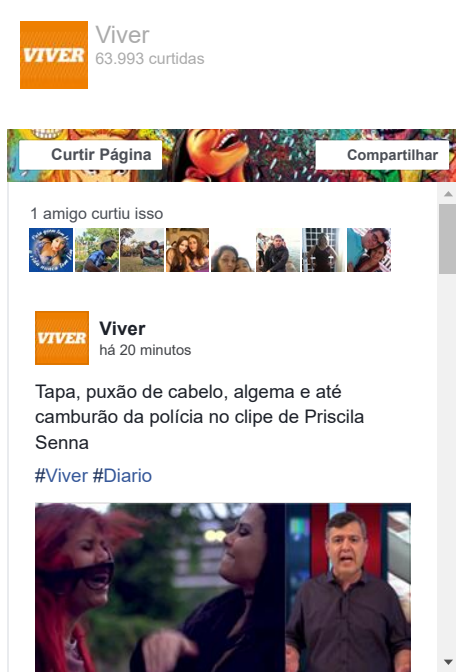 VIVER
Viver
63.993 curtidas
Curtir Página
Compartilhar
1 amigo curtiu isso
VIVER
Viver
há 20 minutos
Tapa, puxão de cabelo, algema e até
camburão da polícia no clipe de Priscila
Senna
#Viver #Diario